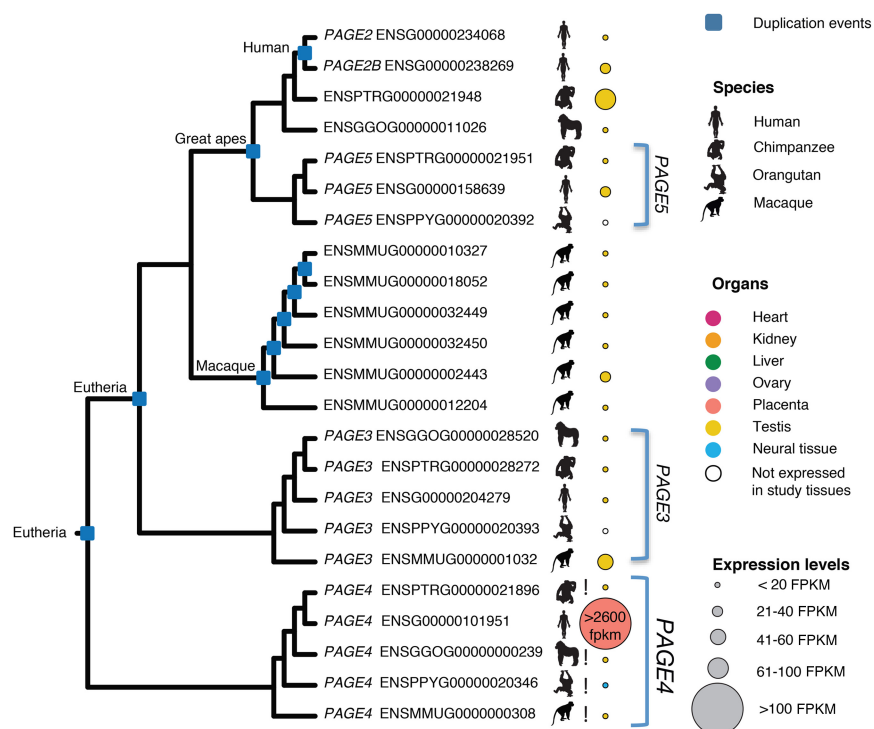 Human
Great apes
Macaque
Eutheria
Eutheria
PAGE2 ENSG00000234068
PAGE2B ENSG00000238269
ENSPTRG00000021948
ENSGGOG00000011026
PAGE5 ENSPTRG00000021951
PAGE5 ENSG00000158639
PAGE5 ENSPPYG00000020392
PAGE5
ENSMMUG00000010327
ENSMMUG00000018052
ENSMMUG00000032449
ENSMMUG00000032450
ENSMMUG00000002443
ENSMMUG00000012204
PAGE3 ENSGGOG00000028520
PAGE3 ENSPTRG00000028272
PAGE3 ENSG00000204279
PAGE3 ENSPPYG00000020393
PAGE3 ENSMMUG0000001032
PAGE3
PAGE4 ENSPTRG00000021896 !
PAGE4 ENSG00000101951
>2600
fpkm
PAGE4 ENSGGOG00000000239 !
PAGE4 ENSPPYG00000020346 !
PAGE4 ENSMMUG0000000308 !
PAGE4
Duplication events
Species
Human
Chimpanzee
Orangutan
Macaque
Organs
Heart
Kidney
Liver
Ovary
Placenta
Testis
Neural tissue
Not expressed
in study tissues
Expression levels
< 20 FPKM
21-40 FPKM
41-60 FPKM
61-100 FPKM
>100 FPKM